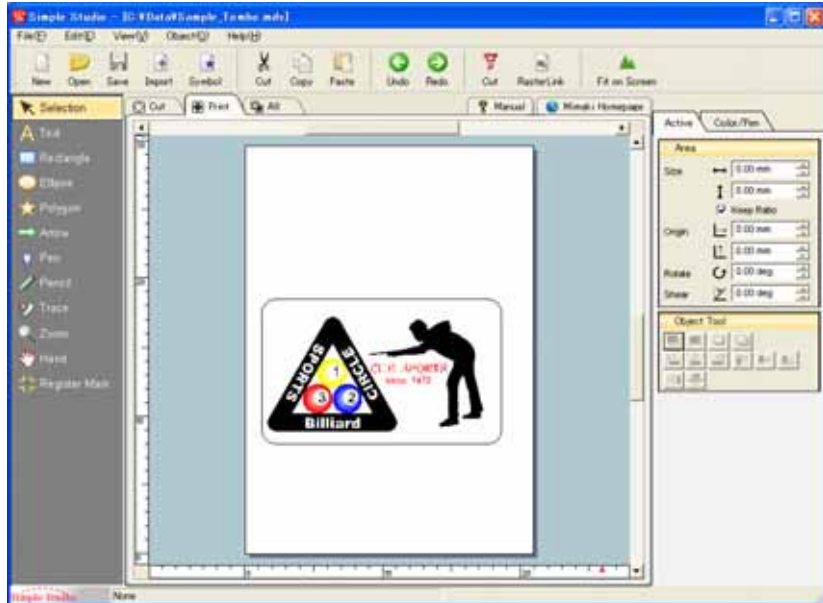 Simple Studio - [C:¥Data¥Sample_Tombo.mds]
File(F) Edit(E) View(V) Object(O) Help(H)
New Open Save Import Symbol Cut Copy Paste Undo Redo Cut RasterLink Fit on Screen
Selection
Cut Print All
Manual Mimaki Homepage
Text
Rectangle
Ellipse
Polygon
Arrow
Pen
Pencil
Trace
Zoom
Hand
Register Mark
SPORTS
CIRCLE
Billiard
1
3 2
since 1972
Active Color/Pen
Area
Size 0.00 mm
0.00 mm
Keep Ratio
Origin 0.00 mm
0.00 mm
Rotate 0.00 deg
Shear 0.00 deg
Object Tool
Simple Studio None